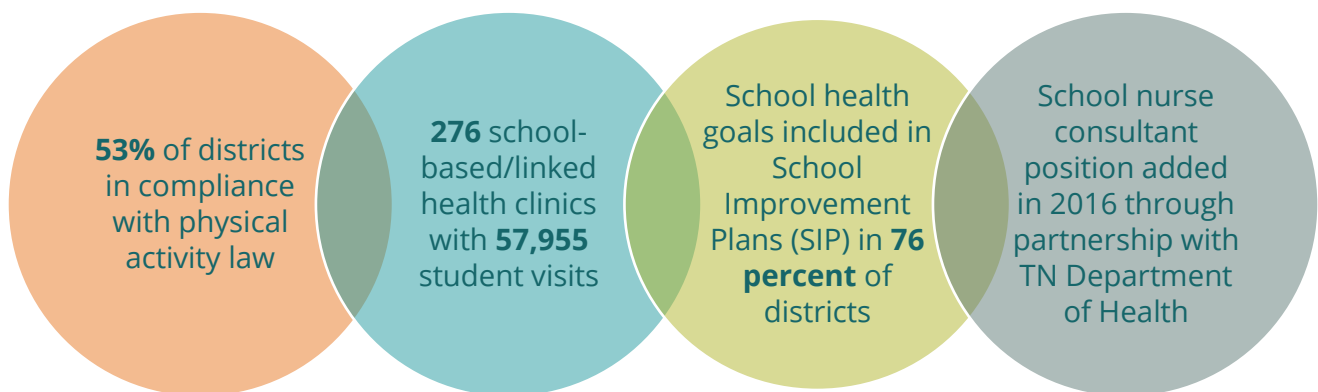 53% of districts
in compliance
with physical
activity law
276 school-
based/linked
health clinics
with 57,955
student visits
School health
goals included in
School
Improvement
Plans (SIP) in 76
percent of
districts
School nurse
consultant
position added
in 2016 through
partnership with
TN Department
of Health